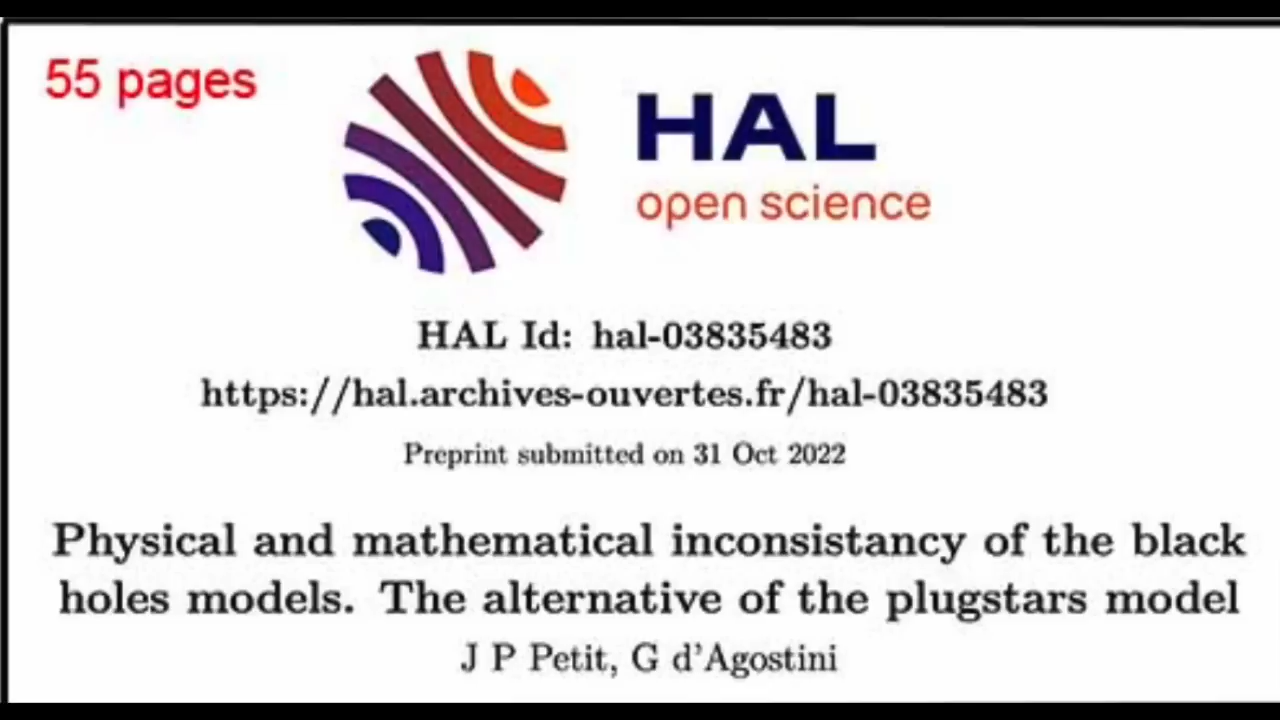 55 pages
HAL
open science
HAL Id: hal-03835483
https://hal.archives-ouvertes.fr/hal-03835483
Preprint submitted on 31 Oct 2022
Physical and mathematical inconsistancy of the black
holes models. The alternative of the plugstars model
J P Petit, G d'Agostini